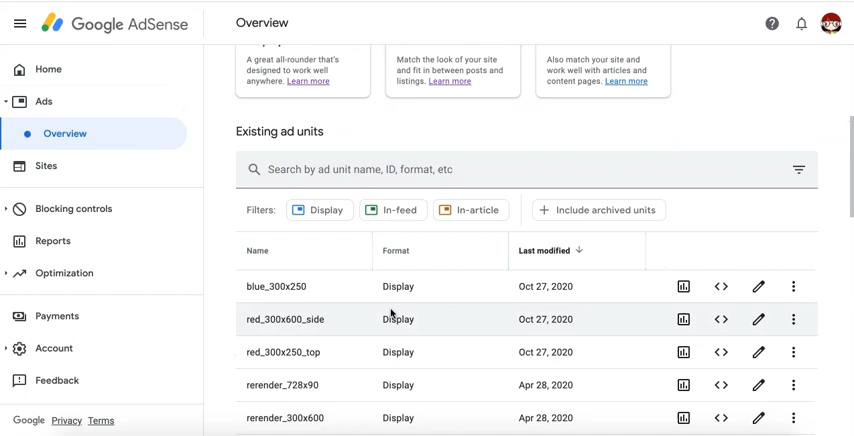 Google AdSense
Overview
Home
Ads
Overview
Sites
Blocking controls
Reports
Optimization
Payments
Account
Feedback
Google Privacy Terms
A great all-rounder that's
designed to work well
anywhere. Learn more
Match the look of your site
and fit in between posts and
listings. Learn more
Also match your site and
work well with articles and
content pages. Learn more
Existing ad units
Search by ad unit name, ID, format, etc
Filters: Display In-feed In-article + Include archived units
Name Format Last modified
blue_300x250 Display Oct 27, 2020
red_300x600_side Display Oct 27, 2020
red_300x250_top Display Oct 27, 2020
rerender_728x90 Display Apr 28, 2020
rerender_300x600 Display Apr 28, 2020